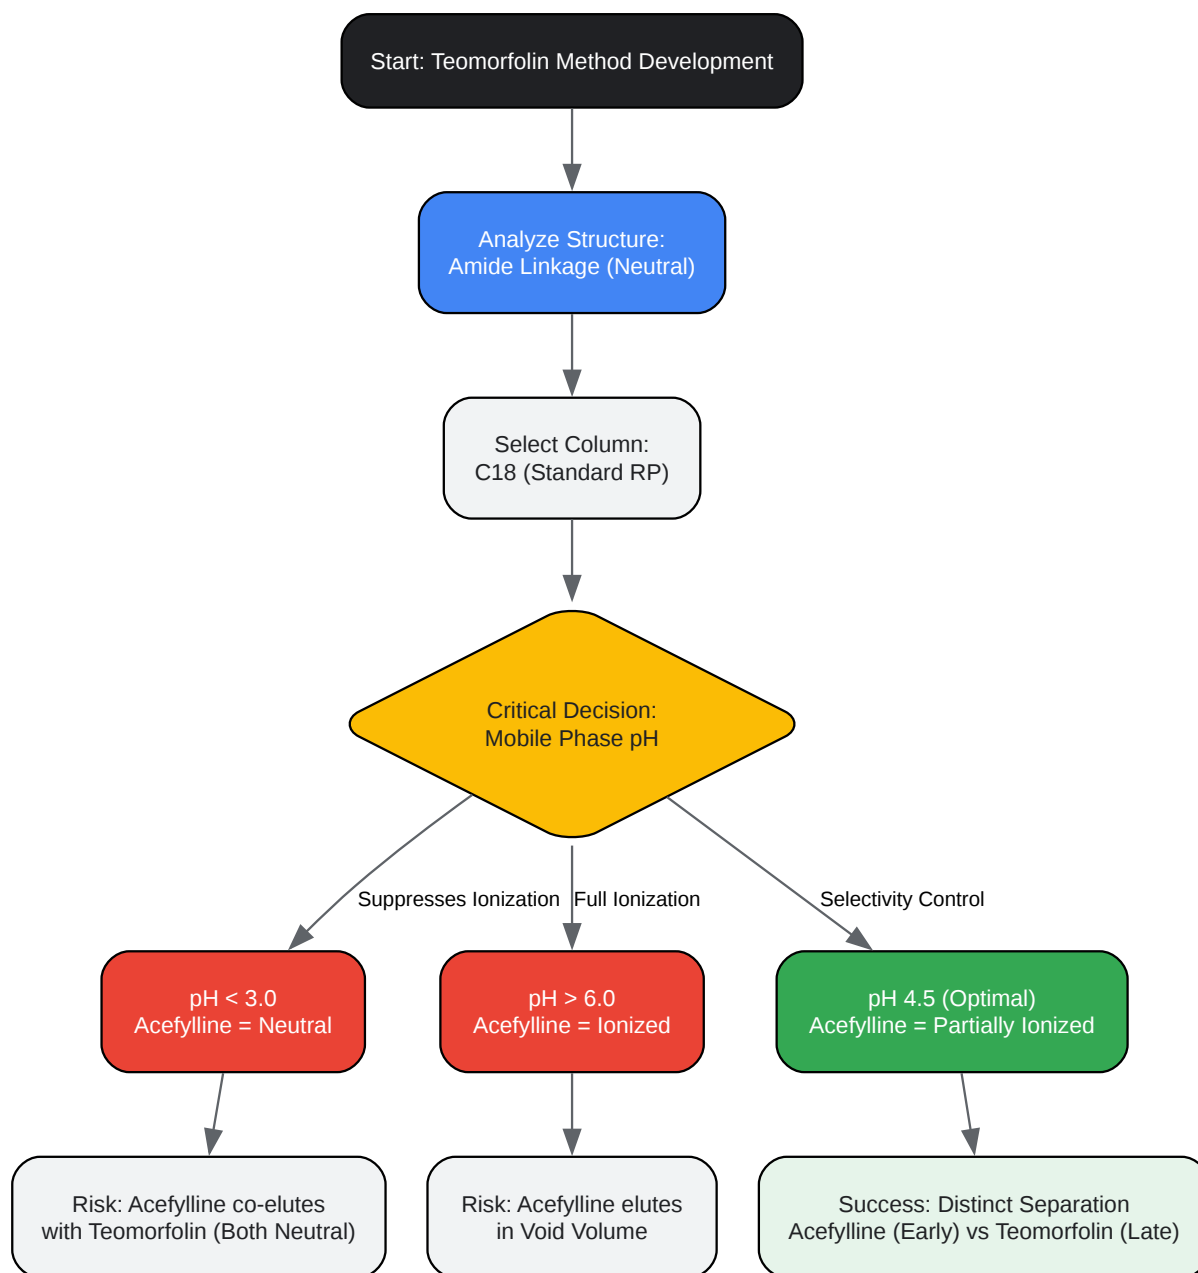 Start: Teomorfolin Method Development
Analyze Structure:
Amide Linkage (Neutral)
Select Column:
C18 (Standard RP)
Critical Decision:
Mobile Phase pH
Suppresses Ionization
Full Ionization
Selectivity Control
pH < 3.0
Acefylline = Neutral
pH > 6.0
Acefylline = Ionized
pH 4.5 (Optimal)
Acefylline = Partially Ionized
Risk: Acefylline co-elutes
with Teomorfolin (Both Neutral)
Risk: Acefylline elutes
in Void Volume
Success: Distinct Separation
Acefylline (Early) vs Teomorfolin (Late)